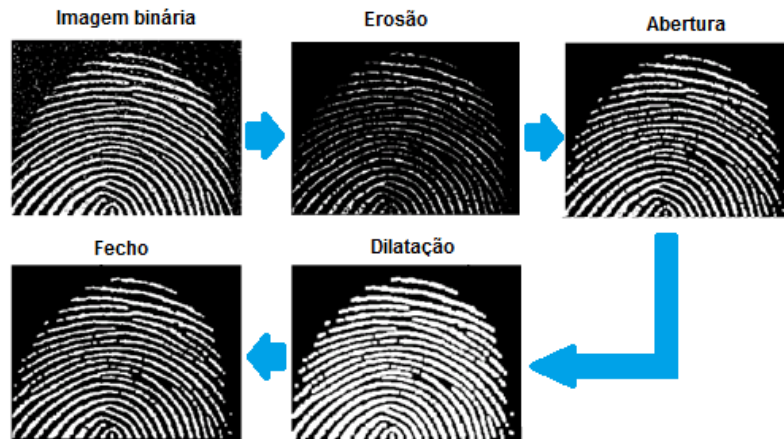 Imagem binária
Erosão
Abertura
Fecho
Dilatação